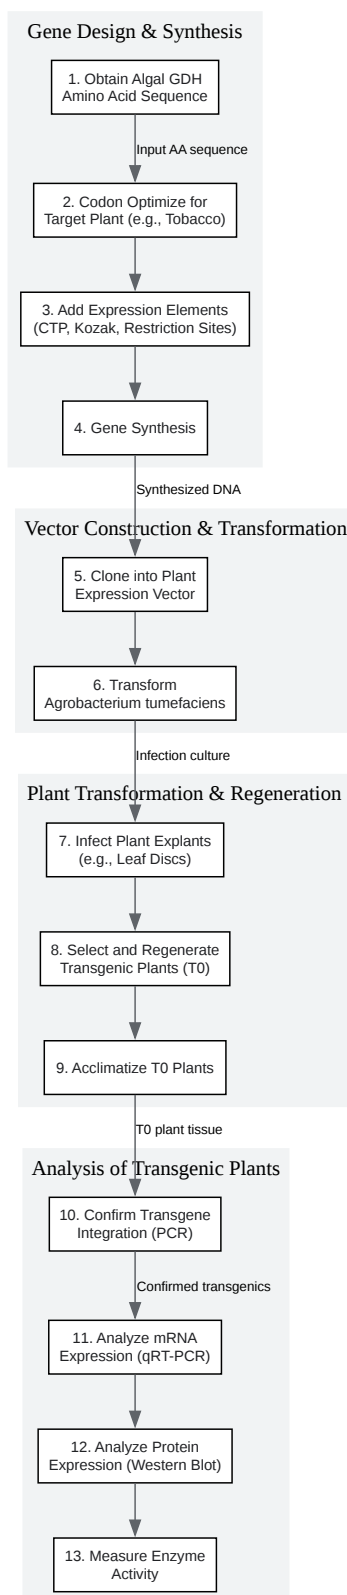 Gene Design & Synthesis
1. Obtain Algal GDH
Amino Acid Sequence
Input AA sequence
2. Codon Optimize for
Target Plant (e.g., Tobacco)
3. Add Expression Elements
(CTP, Kozak, Restriction Sites)
4. Gene Synthesis
Synthesized DNA
Vector Construction & Transformation
5. Clone into Plant
Expression Vector
6. Transform
Agrobacterium tumefaciens
Infection culture
Plant Transformation & Regeneration
7. Infect Plant Explants
(e.g., Leaf Discs)
8. Select and Regenerate
Transgenic Plants (T0)
9. Acclimatize T0 Plants
T0 plant tissue
Analysis of Transgenic Plants
10. Confirm Transgene
Integration (PCR)
Confirmed transgenics
11. Analyze mRNA
Expression (qRT-PCR)
12. Analyze Protein
Expression (Western Blot)
13. Measure Enzyme
Activity